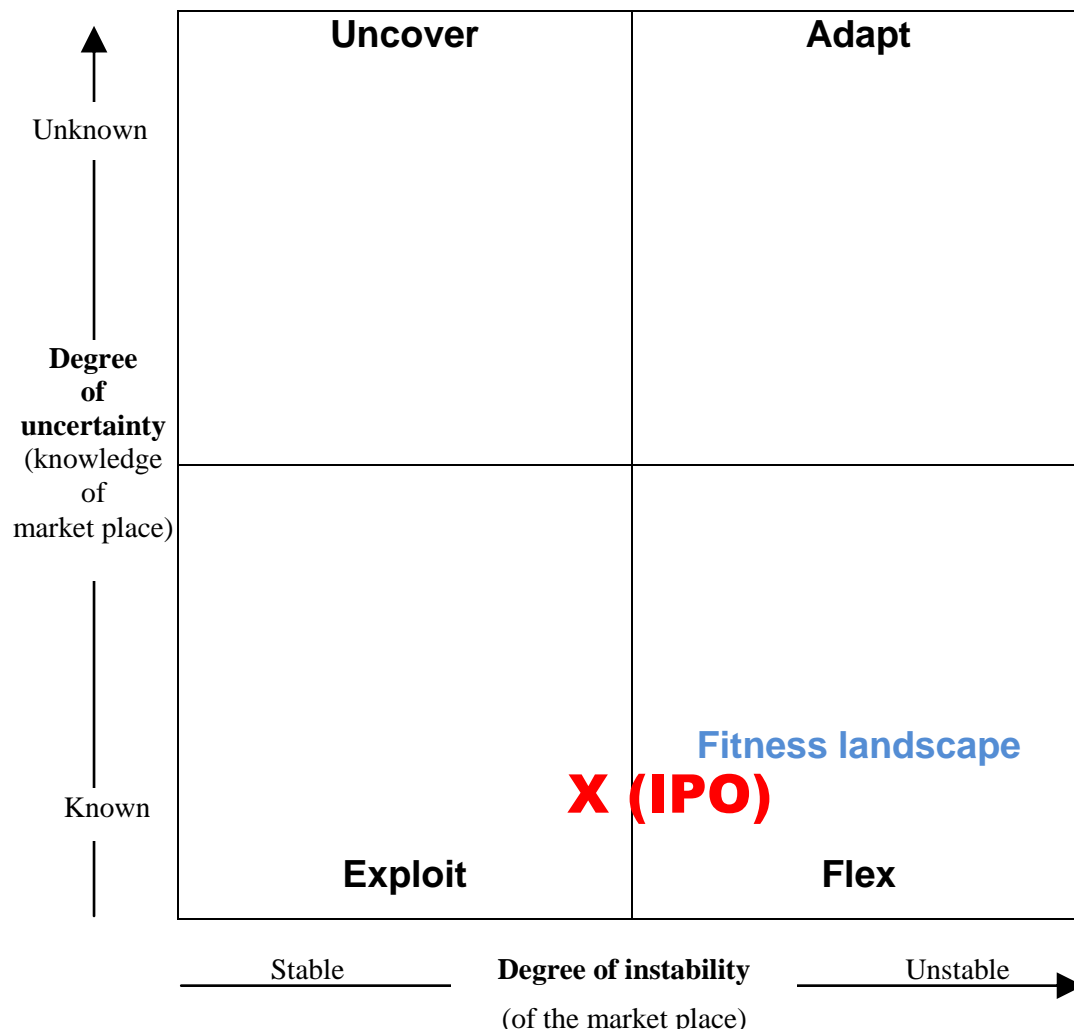 Uncover
Adapt
Unknown
Degree
of
uncertainty
(knowledge
of
market place)
Fitness landscape
X (IPO)
Known
Exploit
Flex
Stable
Degree of instability
Unstable
(of the market place)